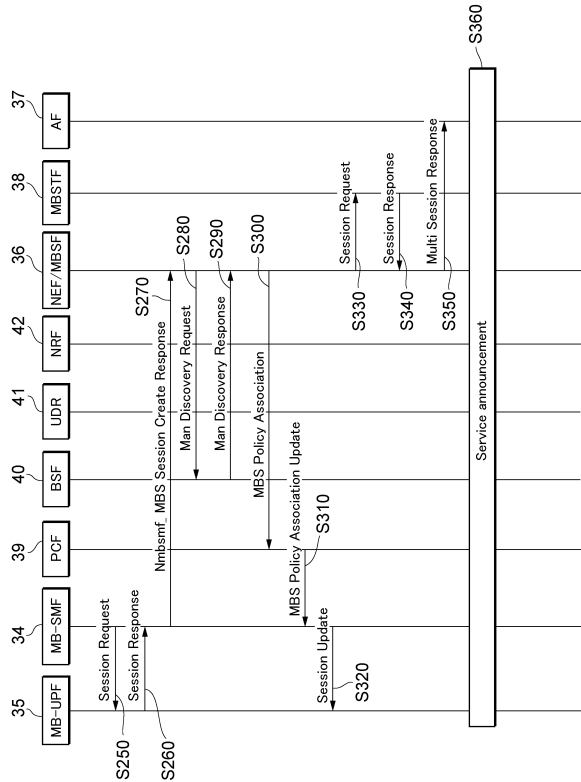 35
34
39
40
41
42
36
38
37
MB-UPF
MB-SMF
PCF
BSF
UDR
NRF
NEF/MBSF
MBSTF
AF
Session Request
S250
Session Response
S260
Nmbsmf_ MBS Session Create Response
S270
Man Discovery Request
S280
Man Discovery Response
S290
MBS Policy Association
S300
MBS Policy Association Update
S310
Session Update
S320
Session Request
S330
Session Response
S340
Multi Session Response
S350
Service announcement
S360